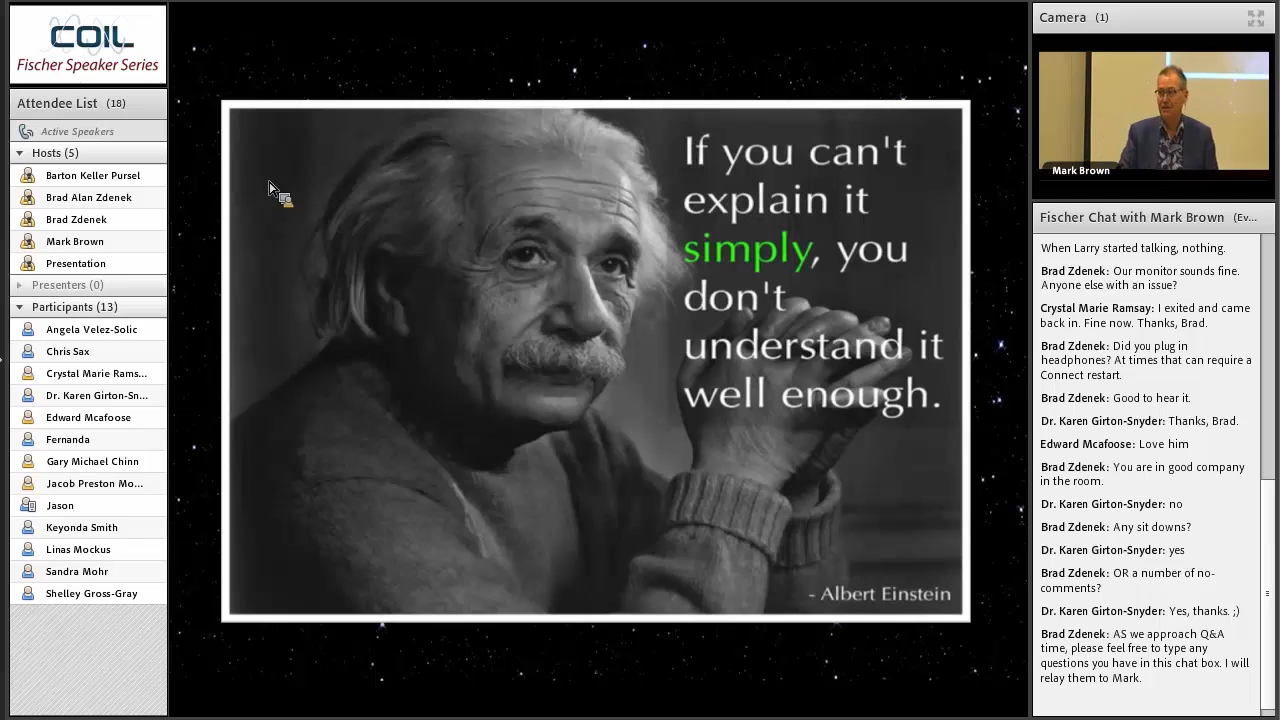 COIL
Fischer Speaker Series
Attendee List (18)
Active Speakers
Hosts (5)
Barton Keller Pursel
Brad Alan Zdenek
Brad Zdenek
Mark Brown
Presentation
Presenters (0)
Participants (13)
Angela Velez-Solic
Chris Sax
Crystal Marie Rams...
Dr. Karen Girton-Sn...
Edward Mcafoose
Fernanda
Gary Michael Chinn
Jacob Preston Mo...
Jason
Keyonda Smith
Linas Mockus
Sandra Mohr
Shelley Gross-Gray
If you can't
explain it
simply, you
don't
understand it
well enough.
- Albert Einstein
Camera (1)
Mark Brown
Fischer Chat with Mark Brown (Ev...
When Larry started talking, nothing.
Brad Zdenek: Our monitor sounds fine.
Anyone else with an issue?
Crystal Marie Ramsay: I exited and came
back in. Fine now. Thanks, Brad.
Brad Zdenek: Did you plug in
headphones? At times that can require a
Connect restart.
Brad Zdenek: Good to hear it.
Dr. Karen Girton-Snyder: Thanks, Brad.
Edward Mcafoose: Love him
Brad Zdenek: You are in good company
in the room.
Dr. Karen Girton-Snyder: no
Brad Zdenek: Any sit downs?
Dr. Karen Girton-Snyder: yes
Brad Zdenek: OR a number of no-
comments?
Dr. Karen Girton-Snyder: Yes, thanks. ;)
Brad Zdenek: AS we approach Q&A
time, please feel free to type any
questions you have in this chat box. I will
relay them to Mark.